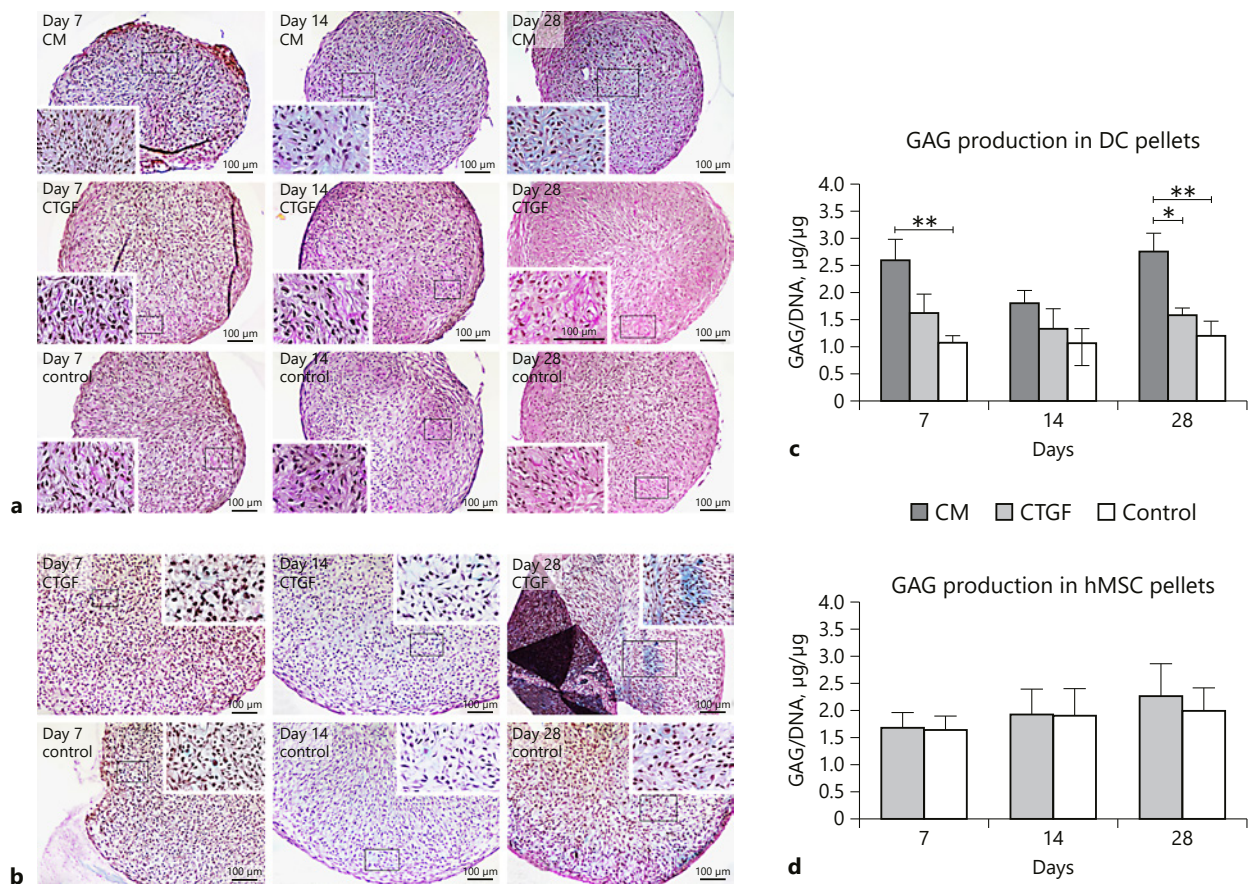 Day 7
CM
100 µm
Day 14
CM
100 µm
Day 28
CM
100 µm
Day 7
CTGF
100 µm
Day 14
CTGF
100 µm
Day 28
CTGF
100 µm
100 µm
Day 7
control
100 µm
Day 14
control
100 µm
Day 28
control
100 µm
a
Day 7
CTGF
100 µm
Day 14
CTGF
100 µm
Day 28
CTGF
100 µm
Day 7
control
100 µm
Day 14
control
100 µm
Day 28
control
100 µm
b
GAG production in DC pellets
GAG/DNA, µg/µg
4.0
3.5
3.0
2.5
2.0
1.5
1.0
0.5
0
**
**
*
7 14 28
Days
c
CM CTGF Control
GAG production in hMSC pellets
GAG/DNA, µg/µg
4.0
3.5
3.0
2.5
2.0
1.5
1.0
0.5
0
7 14 28
Days
d